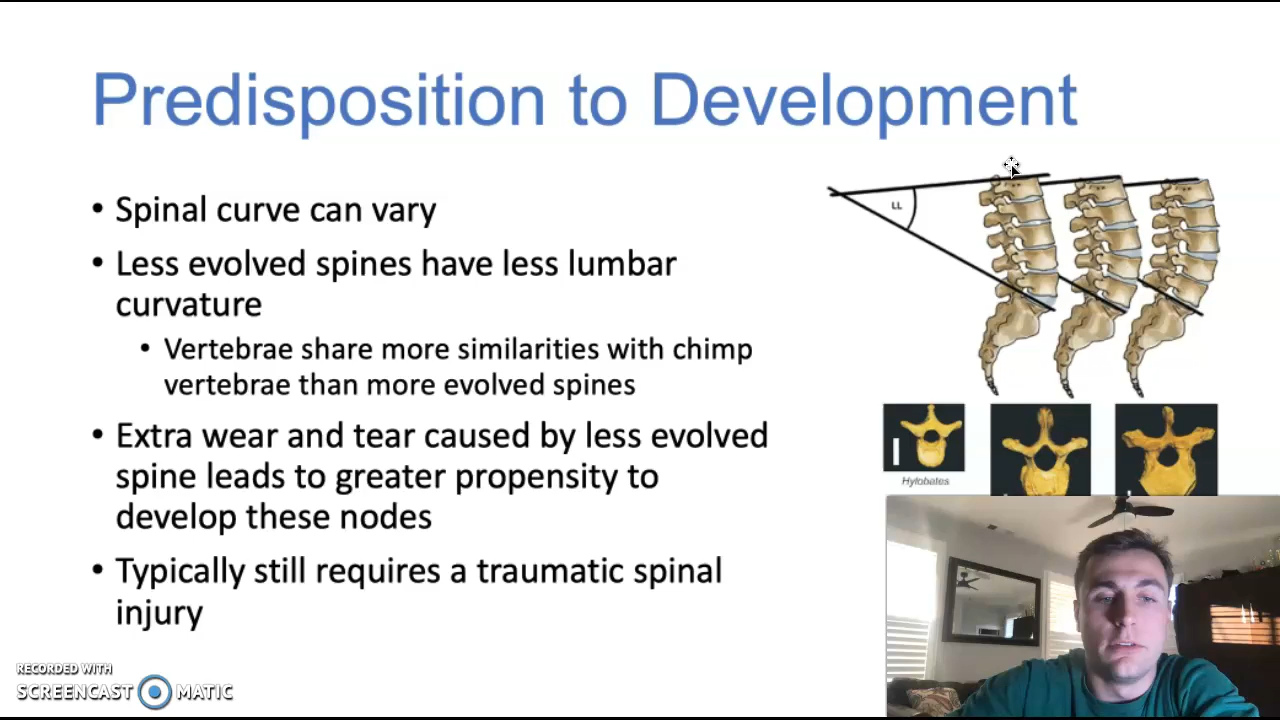 Predisposition to Development
• Spinal curve can vary
• Less evolved spines have less lumbar
curvature
• Vertebrae share more similarities with chimp
vertebrae than more evolved spines
• Extra wear and tear caused by less evolved
spine leads to greater propensity to
develop these nodes
• Typically still requires a traumatic spinal
injury
LL
Hylobates
RECORDED WITH
SCREENCAST MATIC